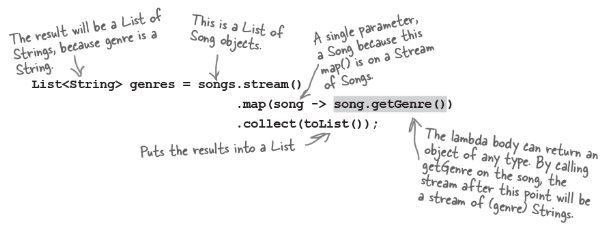 The result will be a List of
Strings, because genre is a
String.
This is a List of
Song objects.
A single parameter,
a Song because this
map() is on a Stream
of Songs.
List<String> genres = songs.stream()
.map(song -> song.getGenre())
.collect(toList());
Puts the results into a List
The lambda body can return an
object of any type. By calling
getGenre on the song, the
stream after this point will be
a stream of (genre) Strings.